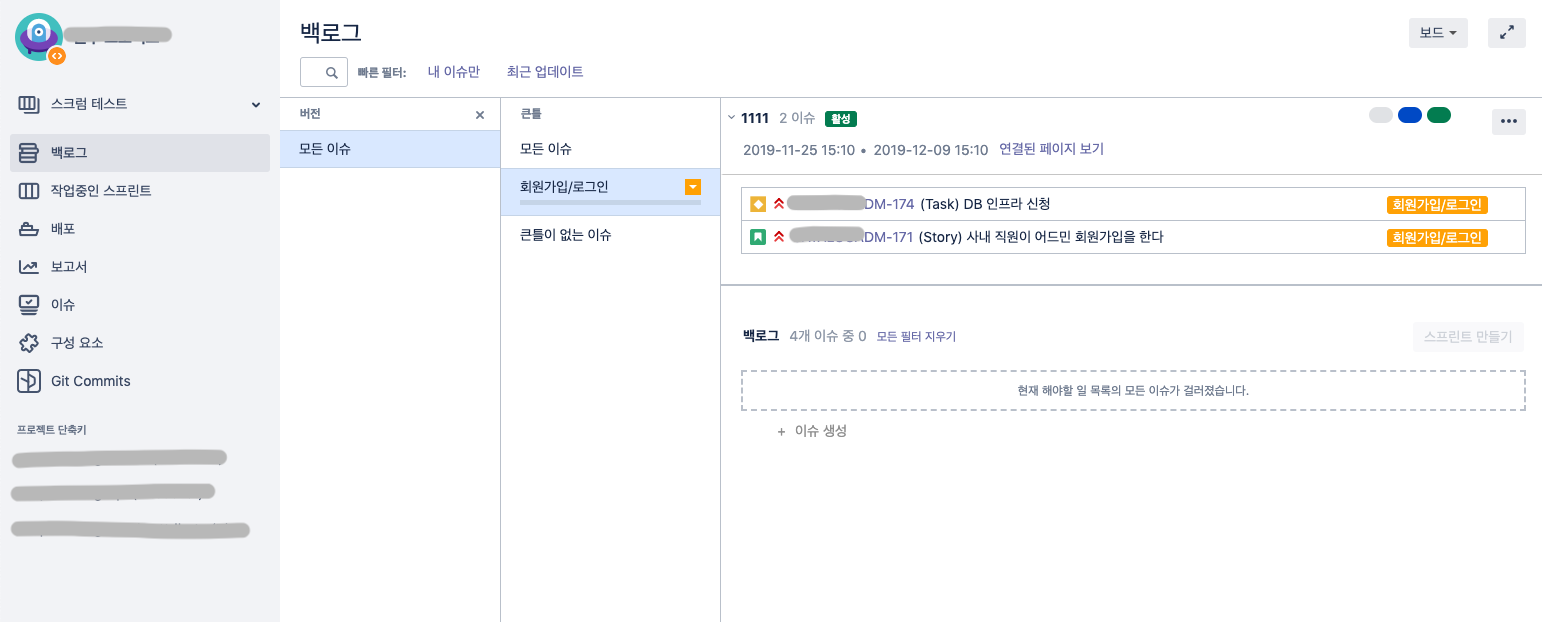 스크럼 테스트
백로그
작업중인 스프린트
배포
보고서
이슈
구성 요소
Git Commits
프로젝트 단축키
백로그
보드
빠른 필터: 내 이슈만 최근 업데이트
버전
모든 이슈
큰틀
모든 이슈
회원가입/로그인
큰틀이 없는 이슈
1111 2 이슈 활성
2019-11-25 15:10 • 2019-12-09 15:10 연결된 페이지 보기
DM-174 (Task) DB 인프라 신청 회원가입/로그인
DM-171 (Story) 사내 직원이 어드민 회원가입을 한다 회원가입/로그인
백로그 4개 이슈 중 0 모든 필터 지우기 스프린트 만들기
현재 해야할 일 목록의 모든 이슈가 걸러졌습니다.
+ 이슈 생성